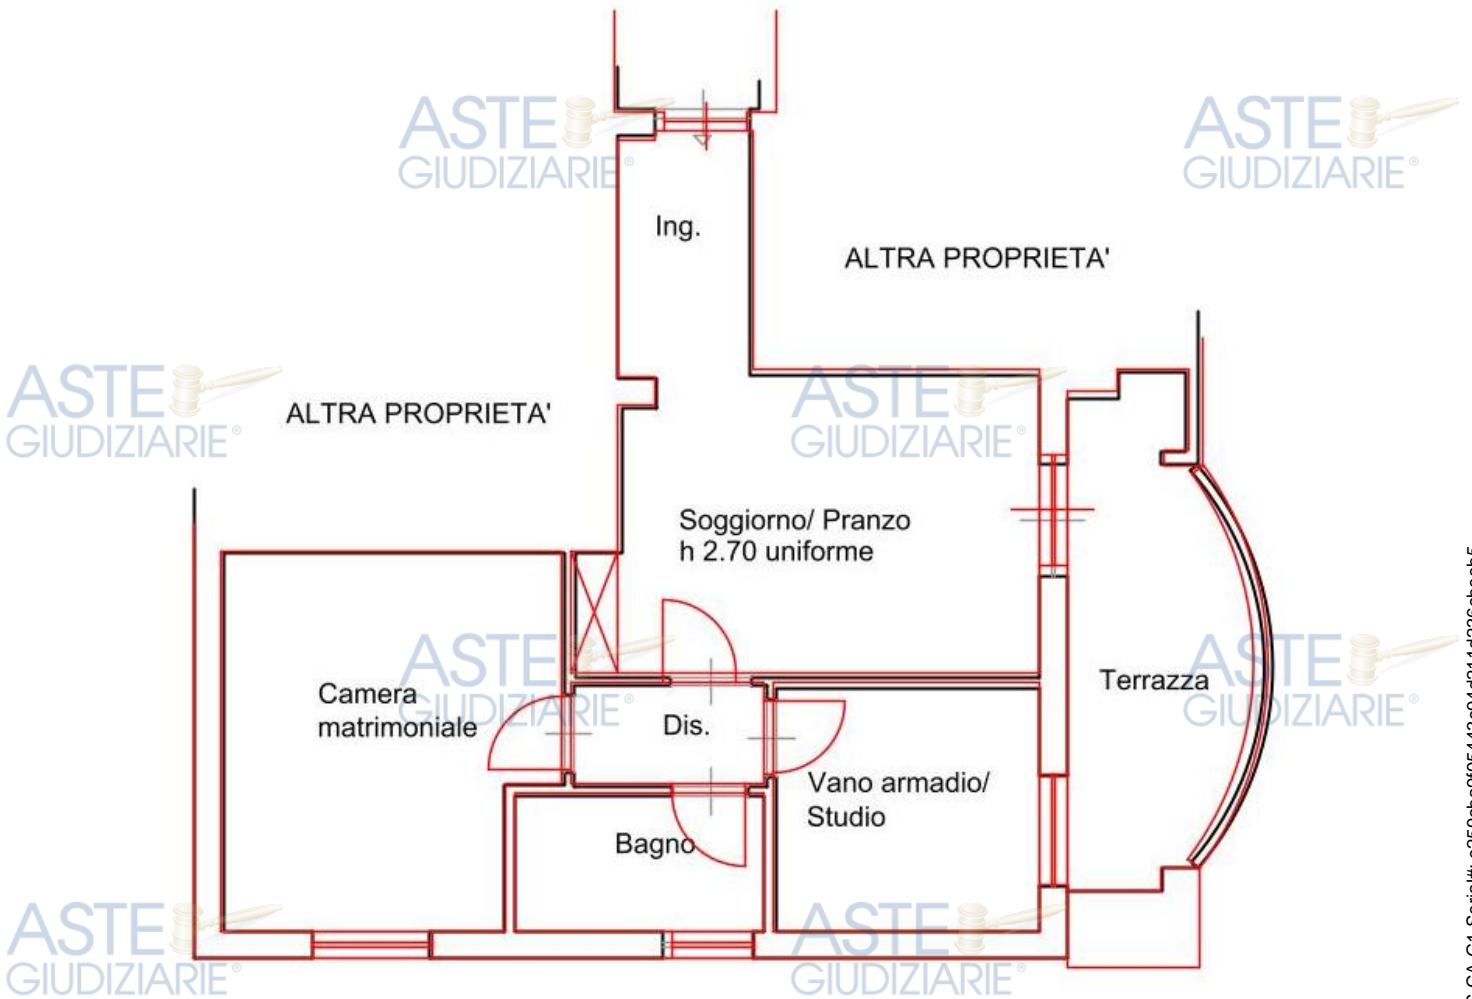 ASTE
GIUDIZIARIE®
ASTE
GIUDIZIARIE®
Ing.
ALTRA PROPRIETA'
ASTE
GIUDIZIARIE®
ALTRA PROPRIETA'
ASTE
GIUDIZIARIE®
Soggiorno/ Pranzo
h 2.70 uniforme
ASTE
GIUDIZIARIE®
Camera
matrimoniale
Dis.
Terrazza
ASTE
GIUDIZIARIE®
Vano armadio/
Studio
Bagno
ASTE
GIUDIZIARIE®
ASTE
GIUDIZIARIE®